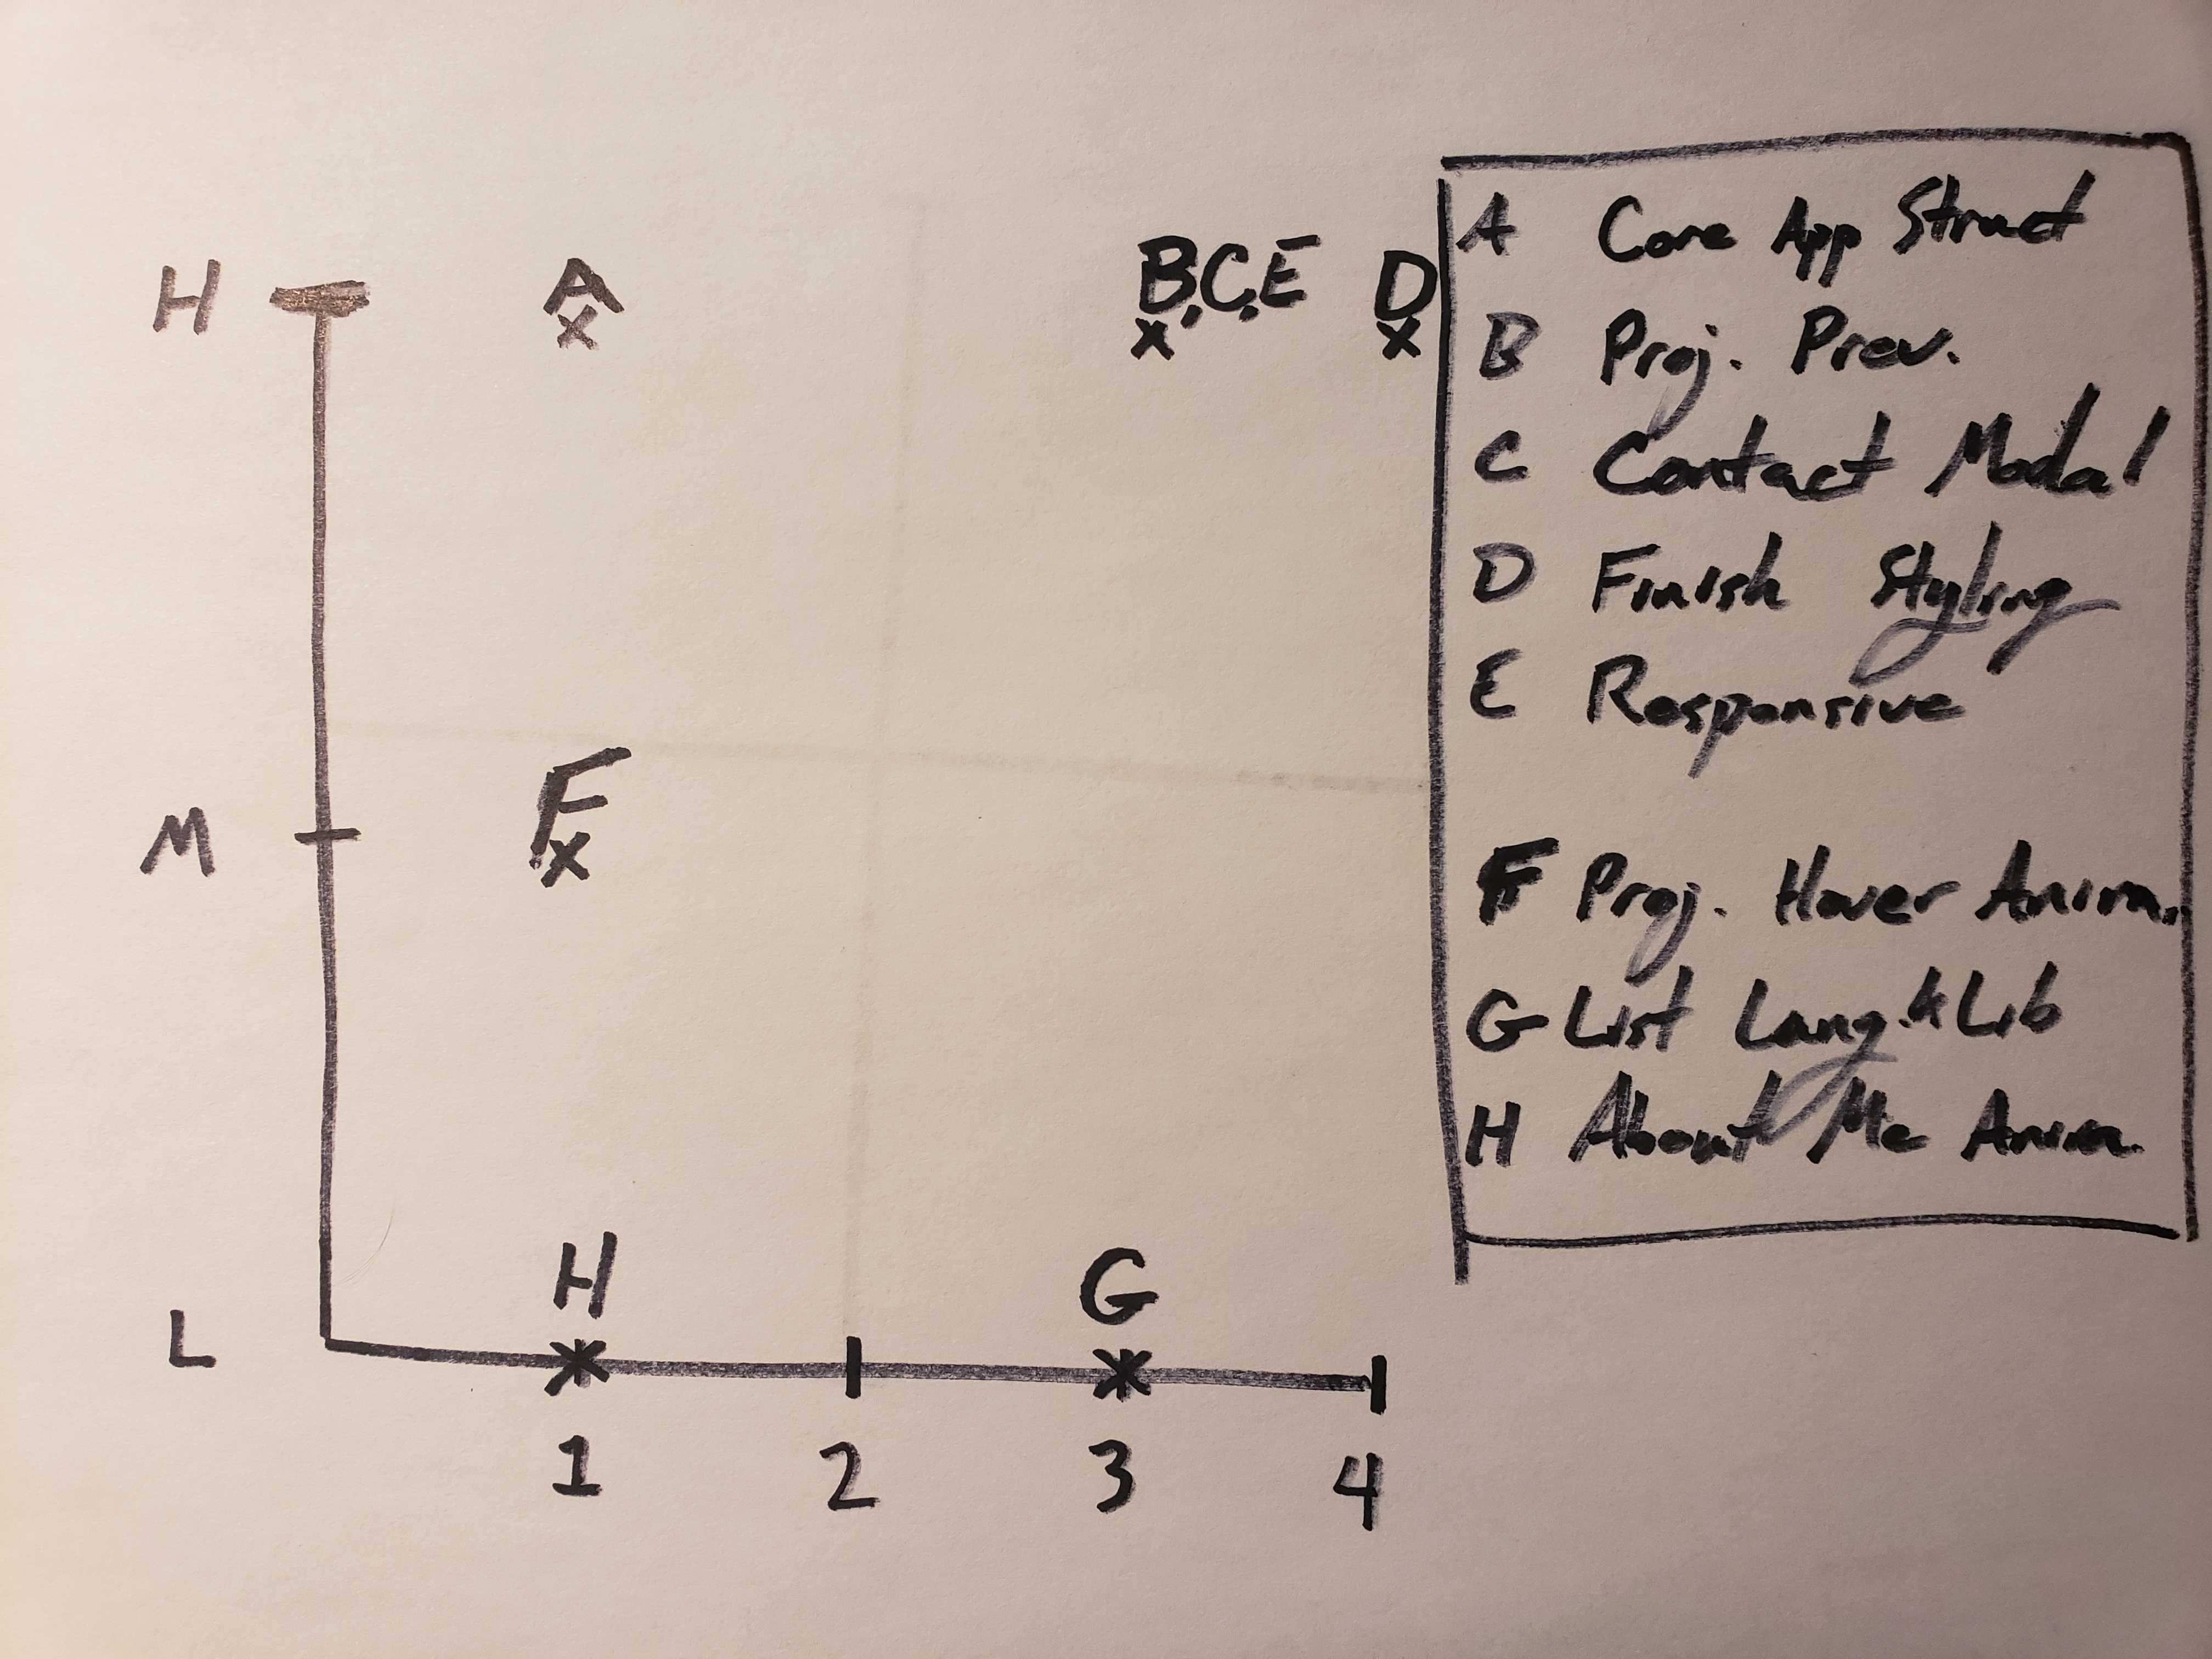 H
A
B, C, E
D
M
F
H
G
L
1 2 3 4
A Core App Struct
B Proj. Prev.
C Contact Modal
D Finish Styling
E Responsive
F Proj. Hover Anim.
G List Lang. & Lib
H About Me Anim.